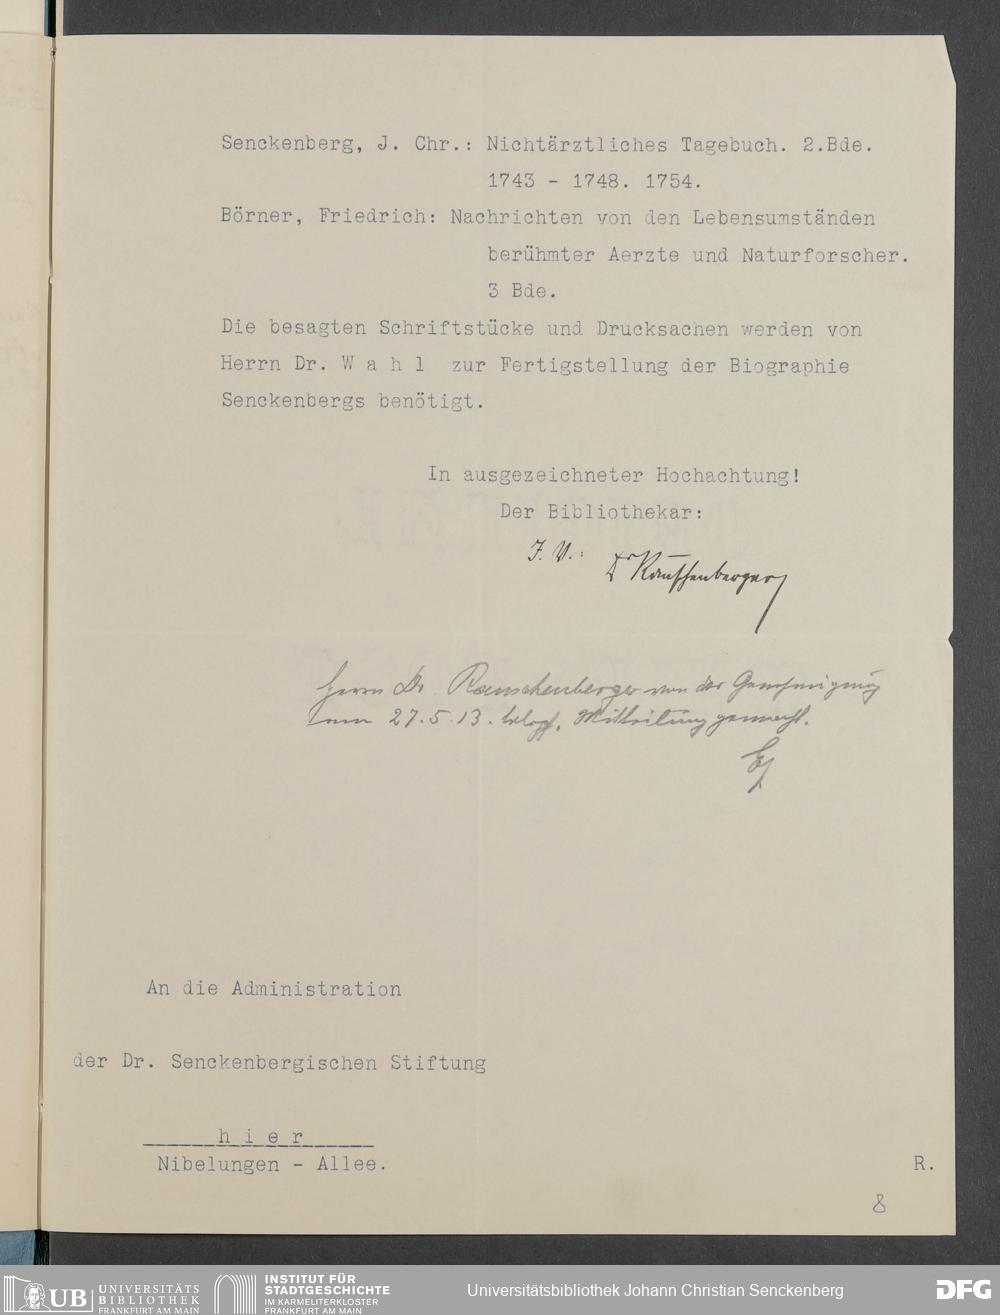 Senckenberg, J. Chr.: Nichtärztliches Tagebuch. 2.Bde.
1743 - 1748. 1754.
Börner, Friedrich: Nachrichten von den Lebensumständen
berühmter Aerzte und Naturforscher.
3 Bde.
Die besagten Schriftstücke und Drucksachen werden von
Herrn Dr. W a h l zur Fertigstellung der Biographie
Senckenbergs benötigt.
In ausgezeichneter Hochachtung!
Der Bibliothekar:
J. V.: Dr Rauschenberger
Herrn Dr. Rauschenberger von der Genehmigung
vom 27.5.13. Mitteilung gemacht.
An die Administration
der Dr. Senckenbergischen Stiftung
h i e r
Nibelungen - Allee.
R.
8
UB UNIVERSITÄTS
BIBLIOTHEK
FRANKFURT AM MAIN
INSTITUT FÜR
STADTGESCHICHTE
IM KARMELITERKLOSTER
FRANKFURT AM MAIN
Universitätsbibliothek Johann Christian Senckenberg
DFG